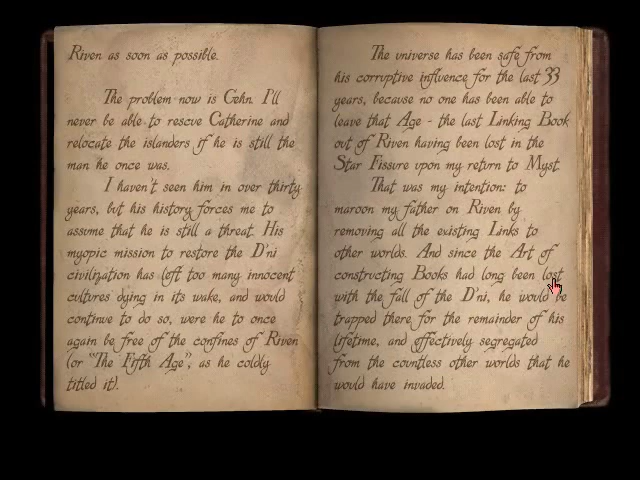 Riven as soon as possible.
The problem now is Gehn. I'll
never be able to rescue Catherine and
relocate the islanders if he is still the
man he once was.
I haven't seen him in over thirty
years, but his history forces me to
assume that he is still a threat. His
myopic mission to restore the D'ni
civilization has left too many innocent
cultures dying in its wake, and would
continue to do so, were he to once
again be free of the confines of Riven
(or "The Fifth Age", as he coldly
titled it).
The universe has been safe from
his corruptive influence for the last 33
years, because no one has been able to
leave that Age - the last Linking Book
out of Riven having been lost in the
Star Fissure upon my return to Myst.
That was my intention: to
maroon my father on Riven by
removing all the existing Links to
other worlds. And since the Art of
constructing Books had long been lost
with the fall of the D'ni, he would be
trapped there for the remainder of his
lifetime, and effectively segregated
from the countless other worlds that he
would have invaded.